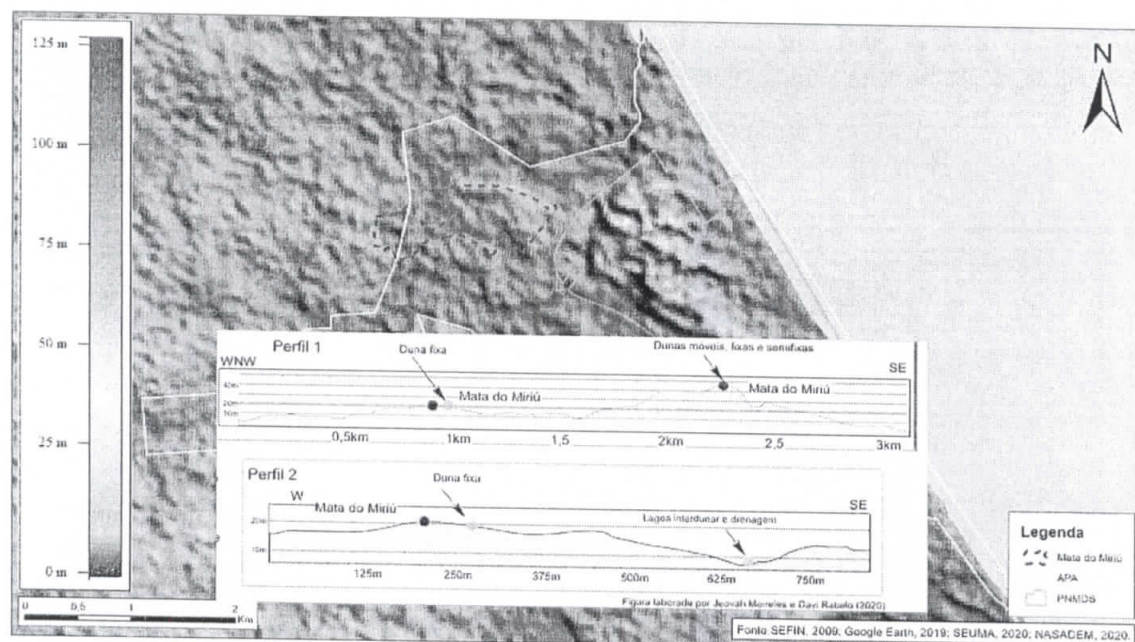 125 m
100 m
75 m
50 m
25 m
0 m
N
Perfil 1
Duna fixa
Dunas móveis, fixas e semifixas
WNW
SE
40m
20m
10m
Mata do Miriú
Mata do Miriú
0,5km
1km
1,5
2km
2,5
3km
Perfil 2
Duna fixa
W
SE
Mata do Miriú
Lagoa interdunar e drenagem
20m
10m
125m
250m
375m
500m
625m
750m
Figura laborada por Jeovah Meireles e Davi Rabelo (2020)
Legenda
Mata do Miriú
APA
PNMDS
0
0,5
1
2
Km
Fonte SEFIN, 2009; Google Earth, 2019; SEUMA, 2020; NASADEM, 2020